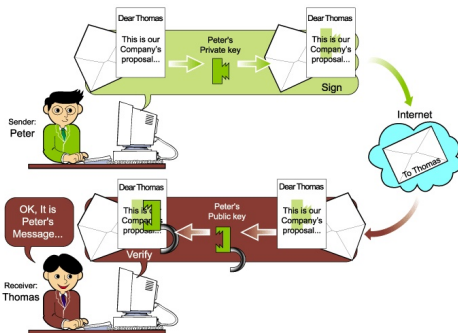 Dear Thomas
This is our
Company's
proposal...
Peter's
Private key
Dear Thomas
This is our
Company's
proposal...
Sign
Sender:
Peter
Internet
To Thomas
OK, It is
Peter's
Message...
Dear Thomas
This is
Company
proposal...
Peter's
Public key
Dear Thomas
This is our
Company's
proposal...
Verify
Receiver:
Thomas